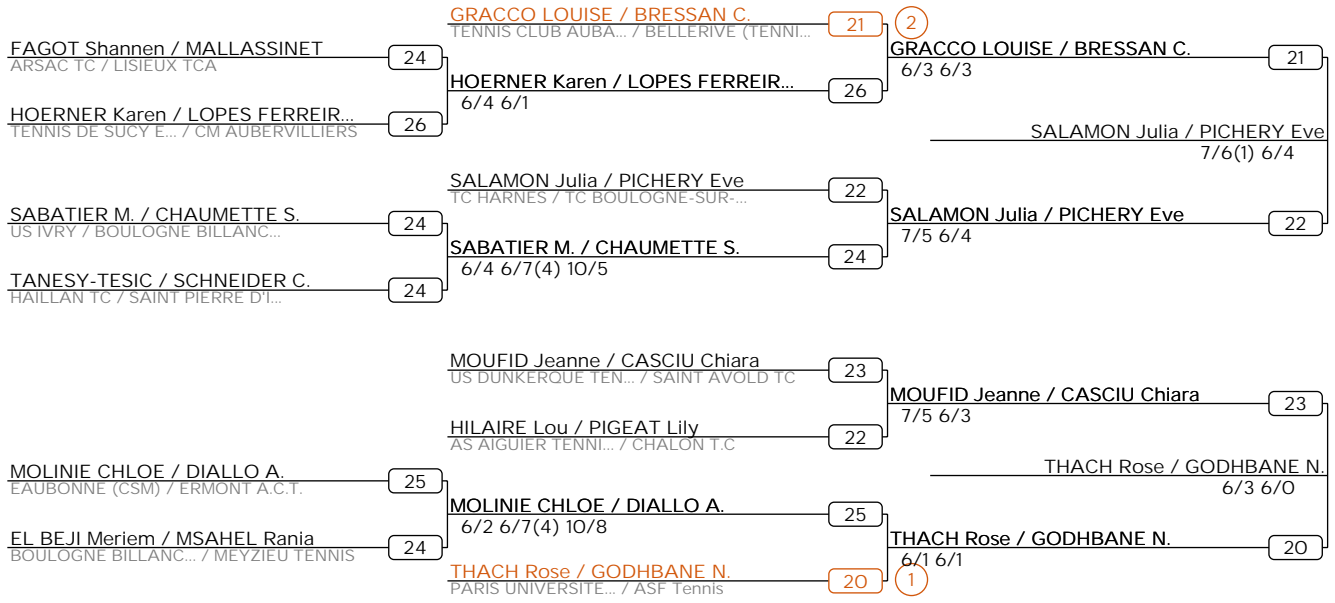 GRACCO LOUISE / BRESSAN C.
TENNIS CLUB AUBA... / BELLERIVE (TENNI...
21
2
FAGOT Shannen / MALLASSINET
ARSAC TC / LISIEUX TCA
24
GRACCO LOUISE / BRESSAN C.
6/3 6/3
21
HOERNER Karen / LOPES FERREIR...
6/4 6/1
26
HOERNER Karen / LOPES FERREIR...
TENNIS DE SUCY E... / CM AUBERVILLIERS
26
SALAMON Julia / PICHERY Eve
7/6(1) 6/4
SALAMON Julia / PICHERY Eve
TC HARNES / TC BOULOGNE-SUR-...
22
SABATIER M. / CHAUMETTE S.
US IVRY / BOULOGNE BILLANC...
24
SALAMON Julia / PICHERY Eve
7/5 6/4
22
SABATIER M. / CHAUMETTE S.
6/4 6/7(4) 10/5
24
TANESY-TESIC / SCHNEIDER C.
HAILLAN TC / SAINT PIERRE D'I...
24
MOUFID Jeanne / CASCIU Chiara
US DUNKERQUE TEN... / SAINT AVOLD TC
23
MOUFID Jeanne / CASCIU Chiara
7/5 6/3
23
HILAIRE Lou / PIGEAT Lily
AS AIGUIER TENNI... / CHALON T.C
22
MOLINIE CHLOE / DIALLO A.
EAUBONNE (CSM) / ERMONT A.C.T.
25
THACH Rose / GODHBANE N.
6/3 6/0
MOLINIE CHLOE / DIALLO A.
6/2 6/7(4) 10/8
25
EL BEJI Meriem / MSAHEL Rania
BOULOGNE BILLANC... / MEYZIEU TENNIS
24
THACH Rose / GODHBANE N.
6/1 6/1
20
THACH Rose / GODHBANE N.
PARIS UNIVERSITE... / ASF Tennis
20
1